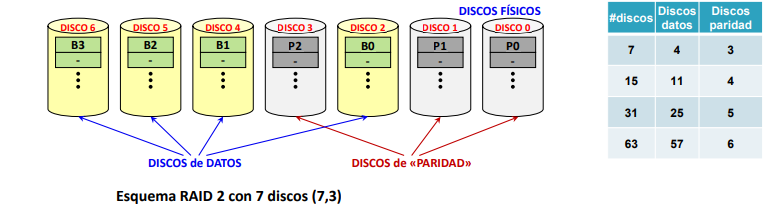 DISCOS FÍSICOS
DISCO 6 DISCO 5 DISCO 4 DISCO 3 DISCO 2 DISCO 1 DISCO 0
B3 B2 B1 P2 B0 P1 P0
- - - - - - -
DISCOS de DATOS DISCOS de «PARIDAD»
Esquema RAID 2 con 7 discos (7,3)
#discos Discos datos Discos paridad
7 4 3
15 11 4
31 25 5
63 57 6